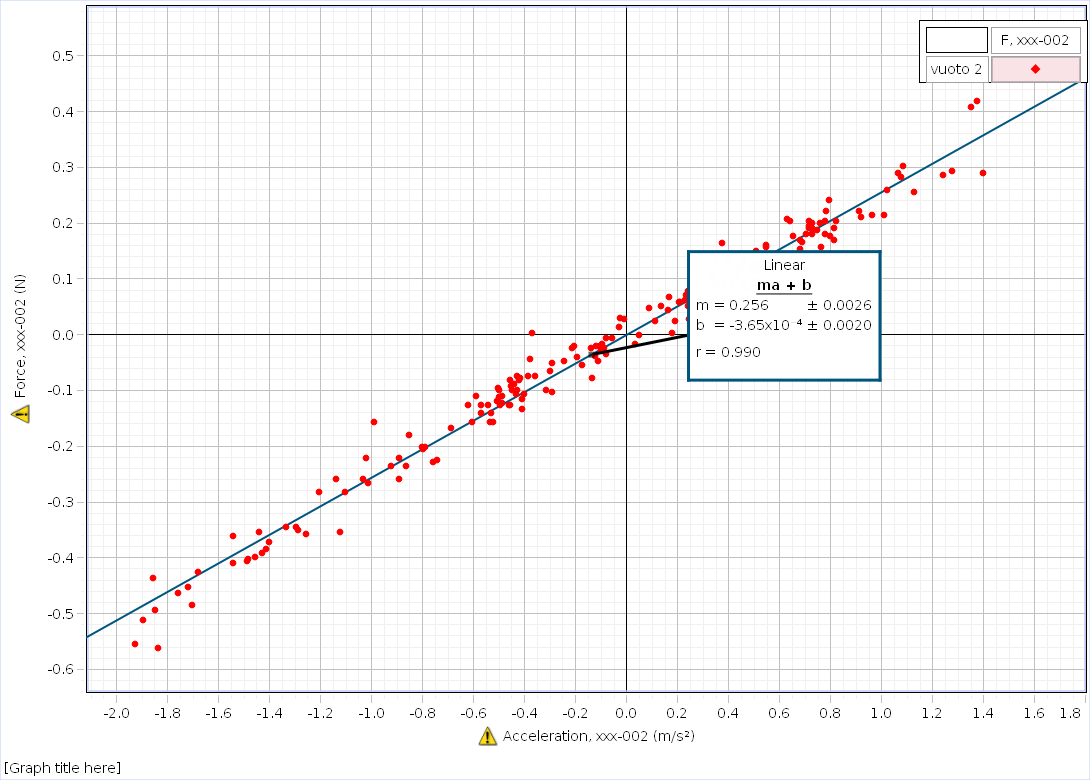 F, xxx-002
vuoto 2
0.5
0.4
0.3
0.2
0.1
0.0
-0.1
-0.2
-0.3
-0.4
-0.5
-0.6
Force, xxx-002 (N)
Linear
ma + b
m = 0.256 ± 0.0026
b = -3.65x10⁻⁴ ± 0.0020
r = 0.990
-2.0 -1.8 -1.6 -1.4 -1.2 -1.0 -0.8 -0.6 -0.4 -0.2 0.0 0.2 0.4 0.6 0.8 1.0 1.2 1.4 1.6 1.8
Acceleration, xxx-002 (m/s²)
[Graph title here]